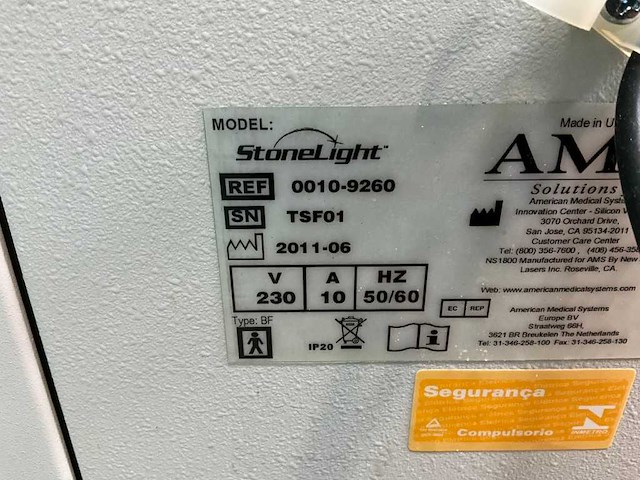 MODEL:
StoneLight™
REF 0010-9260
SN TSF01
2011-06
V A HZ
230 10 50/60
Type: BF
IP20
Made in
AM
Solutions
American Medical
Innovation Center - Silicon
3070 Orchard Drive,
San Jose, CA 95134-2011
Customer Care Center
Tel: (800) 356-7600 , (408)
NS1800 Manufactured for AMS By New
Lasers Inc. Roseville, CA.
Web: www.americanmedicalsystems.com
EC REP
American Medical Systems
Europe BV
Straatweg 66H,
3621 BR Breukelen The Netherlands
Tel: 31-346-258-100 Fax: 31-346-258-130
Segurança
Compulsorio
INMETRO